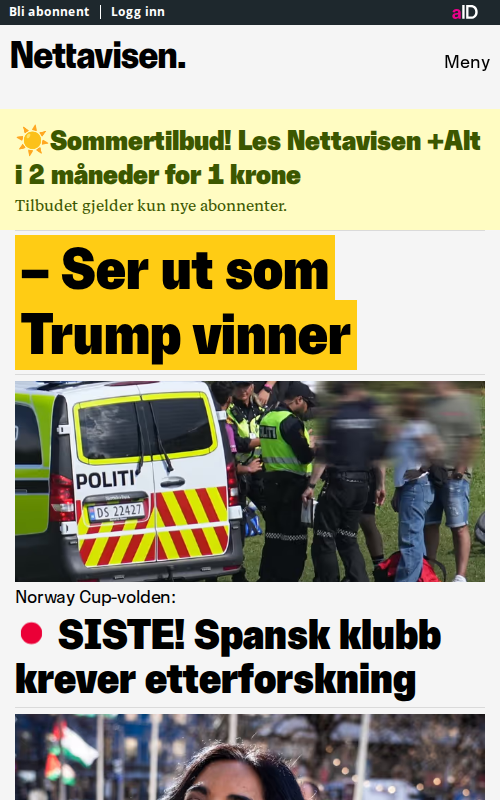 Bli abonnent | Logg inn
aID
Nettavisen.
Meny
Sommertilbud! Les Nettavisen +Alt
i 2 måneder for 1 krone
Tilbudet gjelder kun nye abonnenter.
– Ser ut som
Trump vinner
POLITI
DS 22427
Norway Cup-volden:
SISTE! Spansk klubb
krever etterforskning